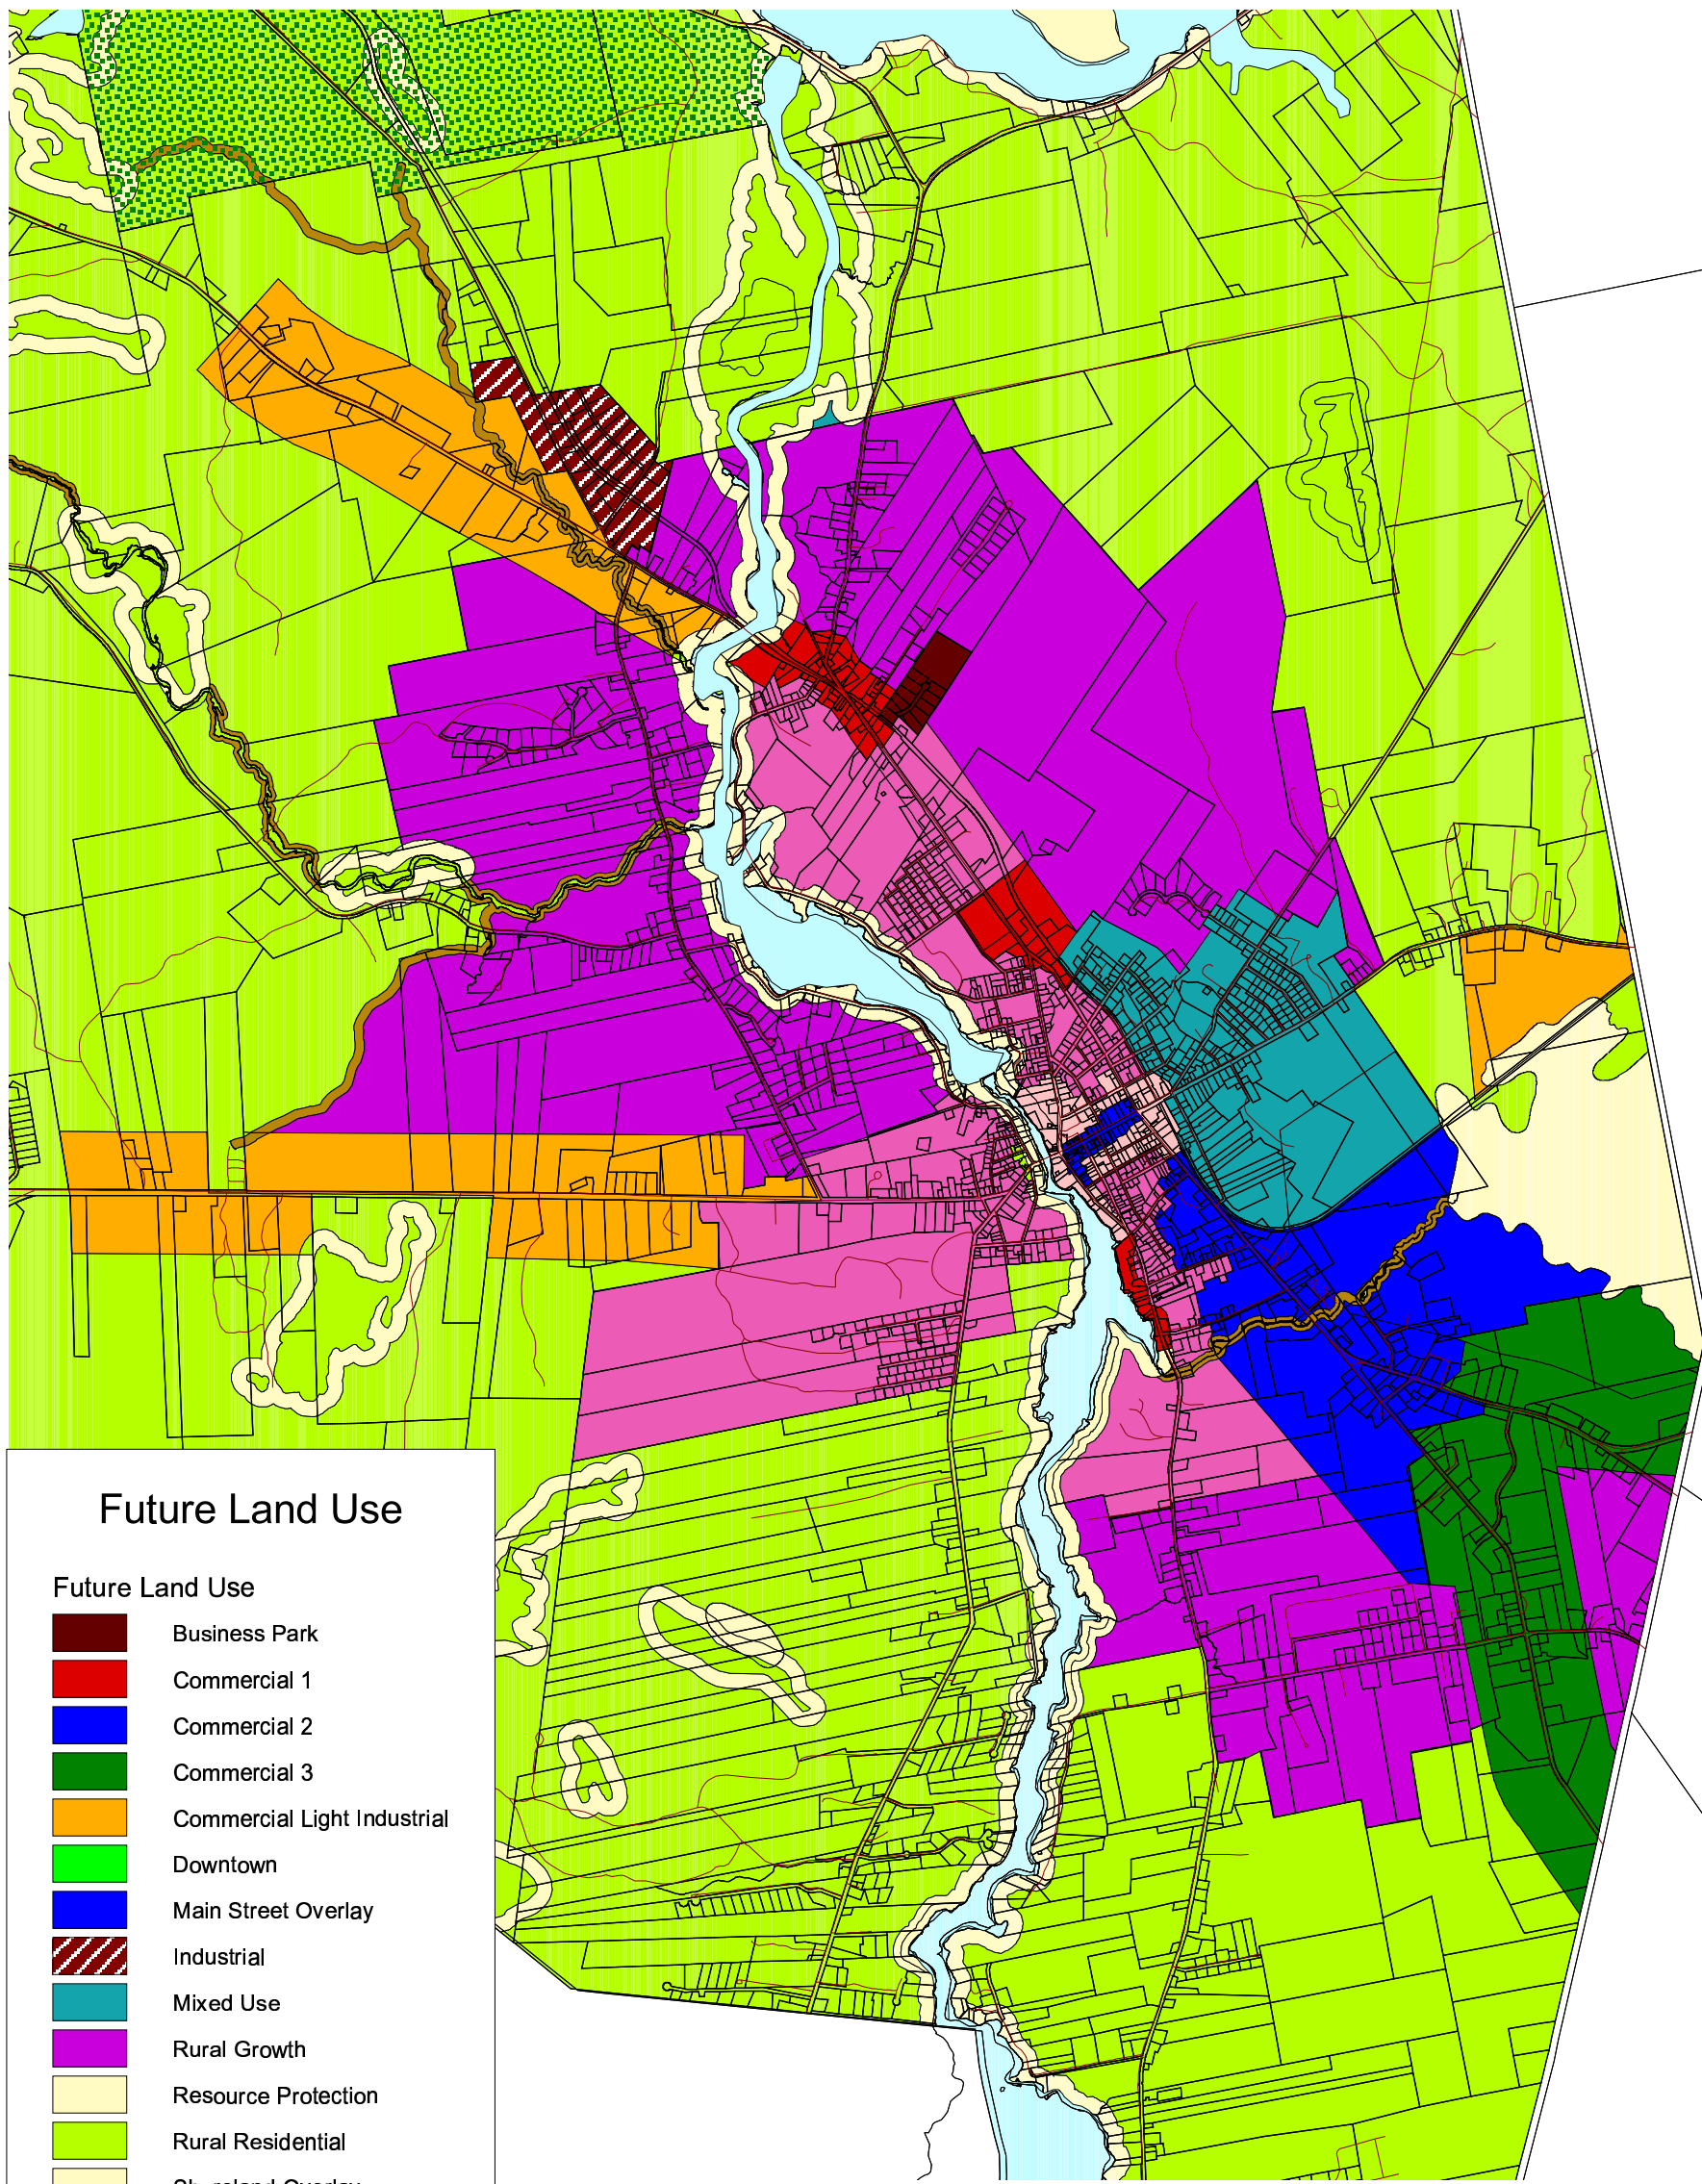 Future Land Use
Future Land Use
Business Park
Commercial 1
Commercial 2
Commercial 3
Commercial Light Industrial
Downtown
Main Street Overlay
Industrial
Mixed Use
Rural Growth
Resource Protection
Rural Residential